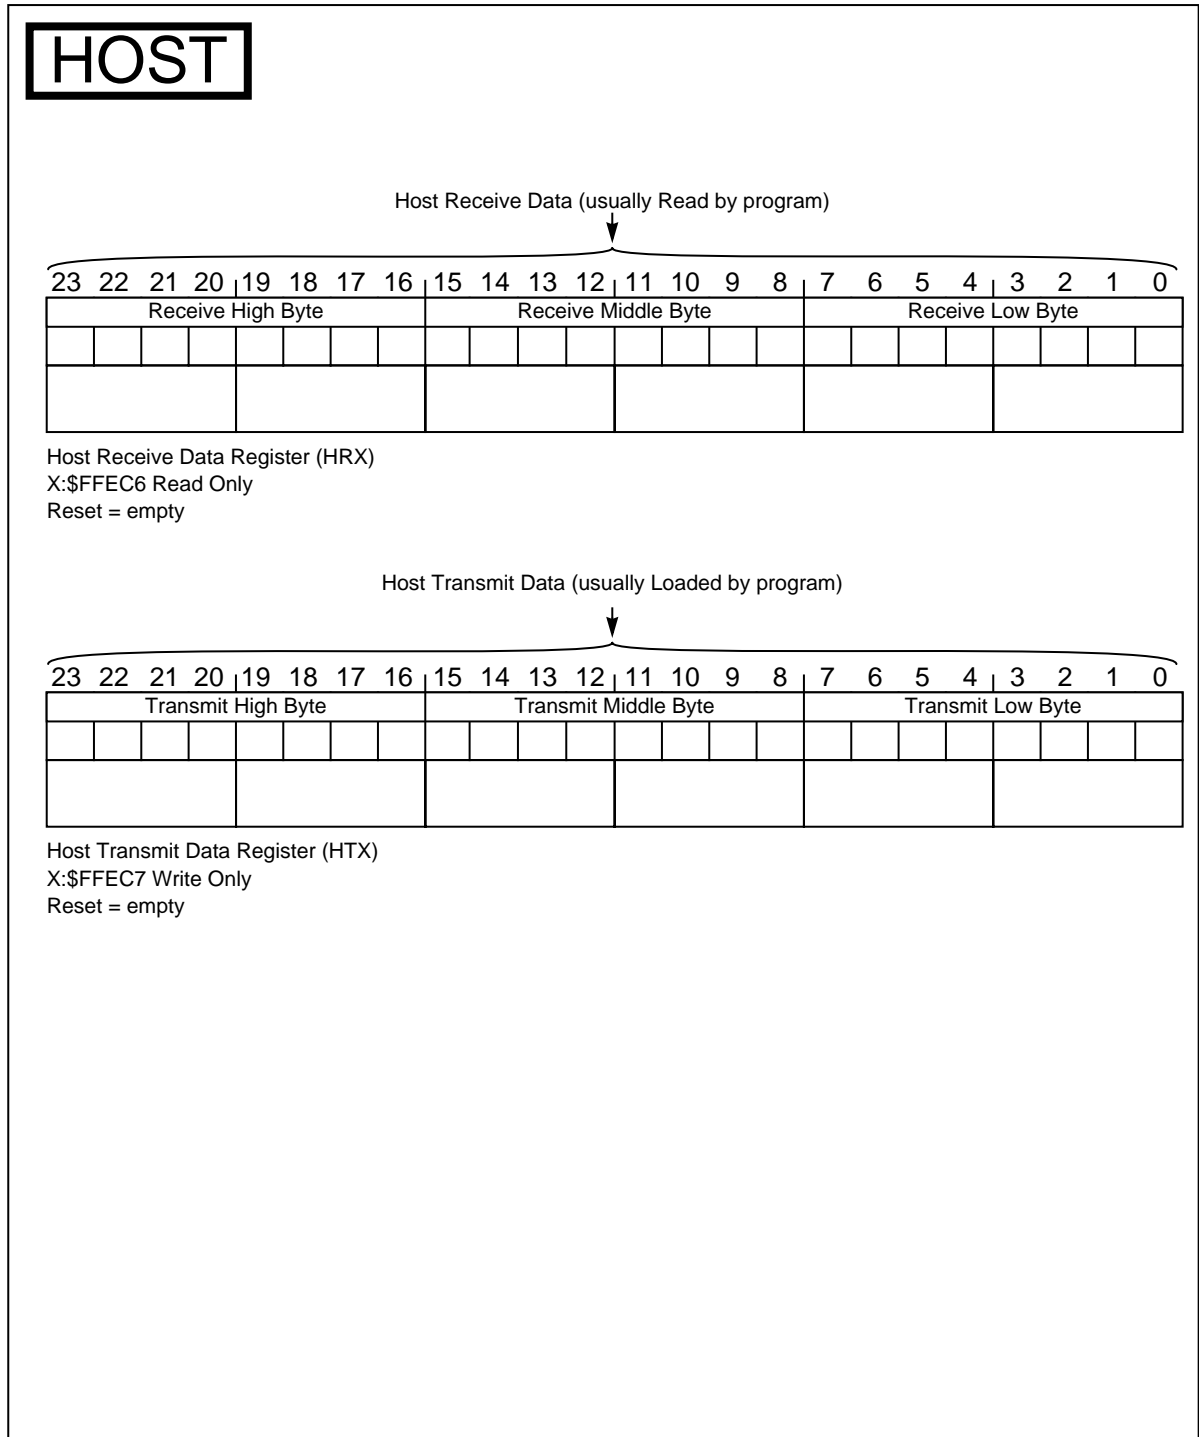 HOST
Host Receive Data (usually Read by program)
23 22 21 20 19 18 17 16 15 14 13 12 11 10 9 8 7 6 5 4 3 2 1 0
Receive High Byte Receive Middle Byte Receive Low Byte
Host Receive Data Register (HRX)
X:$FFEC6 Read Only
Reset = empty
Host Transmit Data (usually Loaded by program)
23 22 21 20 19 18 17 16 15 14 13 12 11 10 9 8 7 6 5 4 3 2 1 0
Transmit High Byte Transmit Middle Byte Transmit Low Byte
Host Transmit Data Register (HTX)
X:$FFEC7 Write Only
Reset = empty